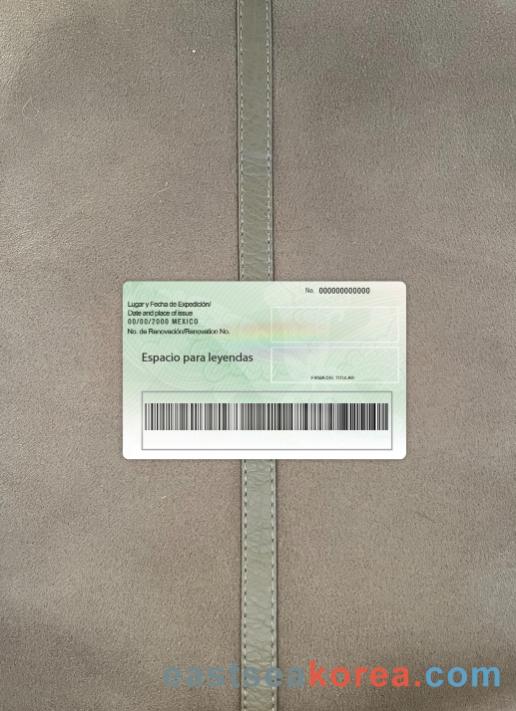 No. 000000000000
Lugar y Fecha de Expedición/
Date and place of issue
00/00/2000 MEXICO
No. de Renovación/Renovation No.
Espacio para leyendas
FIRMA DEL TITULAR
eastseakorea.com